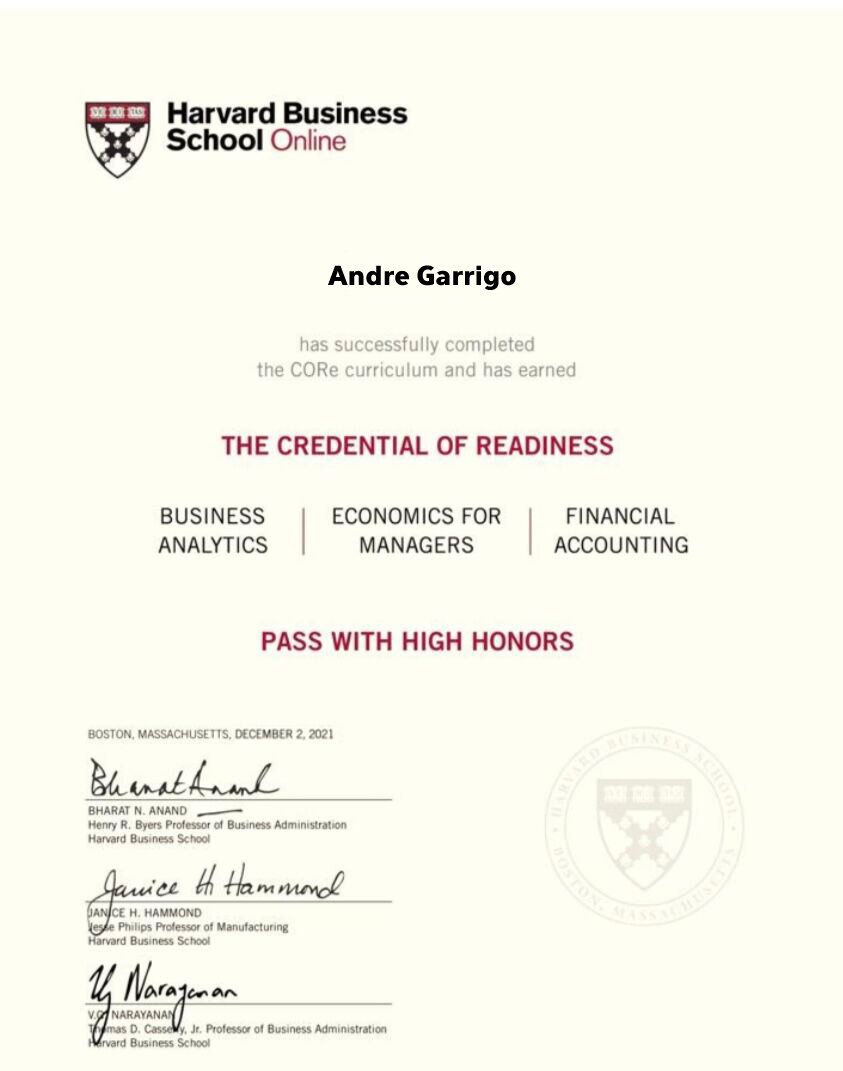 Harvard Business
School Online
Andre Garrigo
has successfully completed
the CORe curriculum and has earned
THE CREDENTIAL OF READINESS
BUSINESS ANALYTICS
ECONOMICS FOR MANAGERS
FINANCIAL ACCOUNTING
PASS WITH HIGH HONORS
BOSTON, MASSACHUSETTS, DECEMBER 2, 2021
Bharat Anand
BHARAT N. ANAND
Henry R. Byers Professor of Business Administration
Harvard Business School
Janice H Hammond
JANICE H. HAMMOND
Jesse Philips Professor of Manufacturing
Harvard Business School
VG Narayanan
V.G. NARAYANAN
Thomas D. Casserly, Jr. Professor of Business Administration
Harvard Business School
HARVARD BUSINESS SCHOOL
BOSTON, MASSACHUSETTS